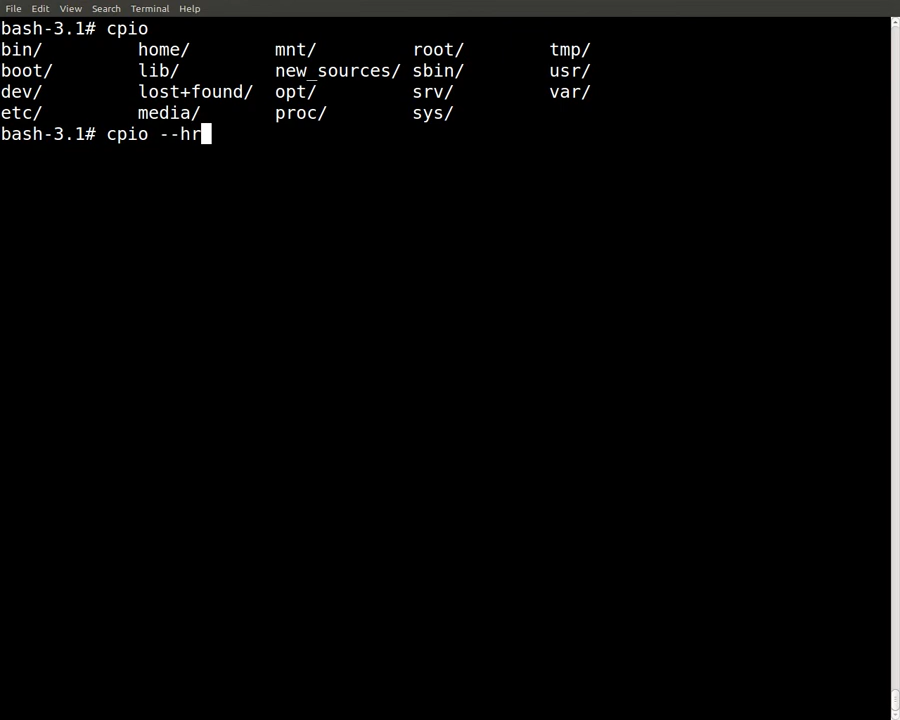 File Edit View Search Terminal Help
bash-3.1# cpio
bin/ home/ mnt/ root/ tmp/
boot/ lib/ new_sources/ sbin/ usr/
dev/ lost+found/ opt/ srv/ var/
etc/ media/ proc/ sys/
bash-3.1# cpio --hr